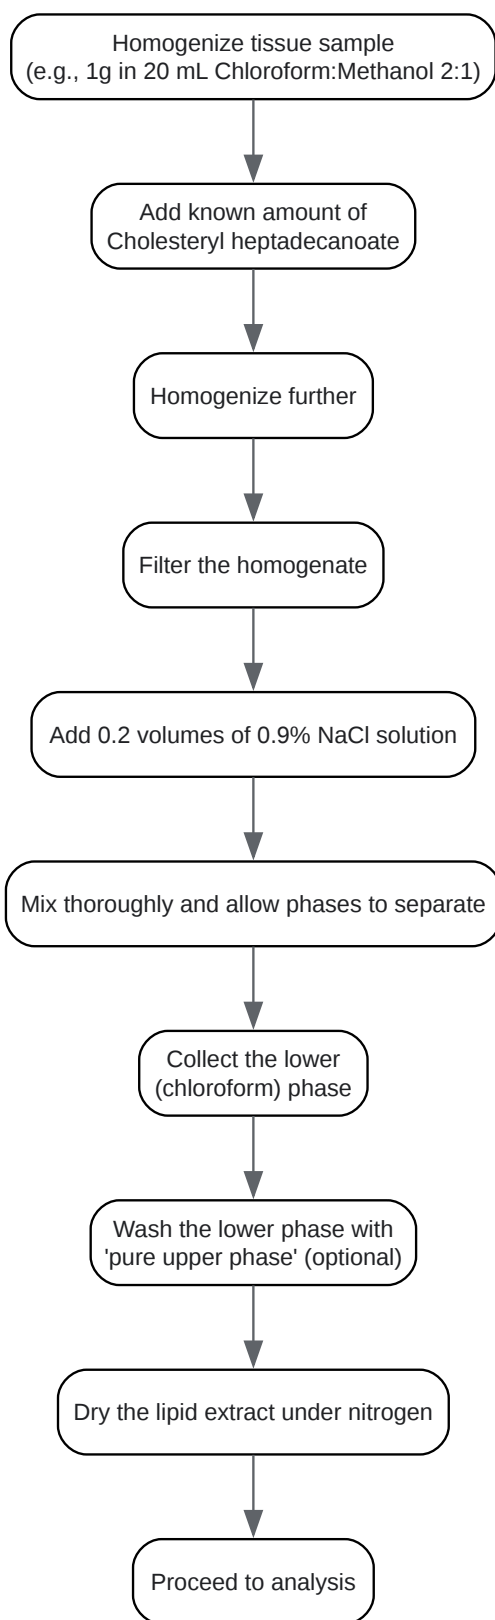 Homogenize tissue sample
(e.g., 1g in 20 mL Chloroform:Methanol 2:1)
Add known amount of
Cholesteryl heptadecanoate
Homogenize further
Filter the homogenate
Add 0.2 volumes of 0.9% NaCl solution
Mix thoroughly and allow phases to separate
Collect the lower
(chloroform) phase
Wash the lower phase with
'pure upper phase' (optional)
Dry the lipid extract under nitrogen
Proceed to analysis